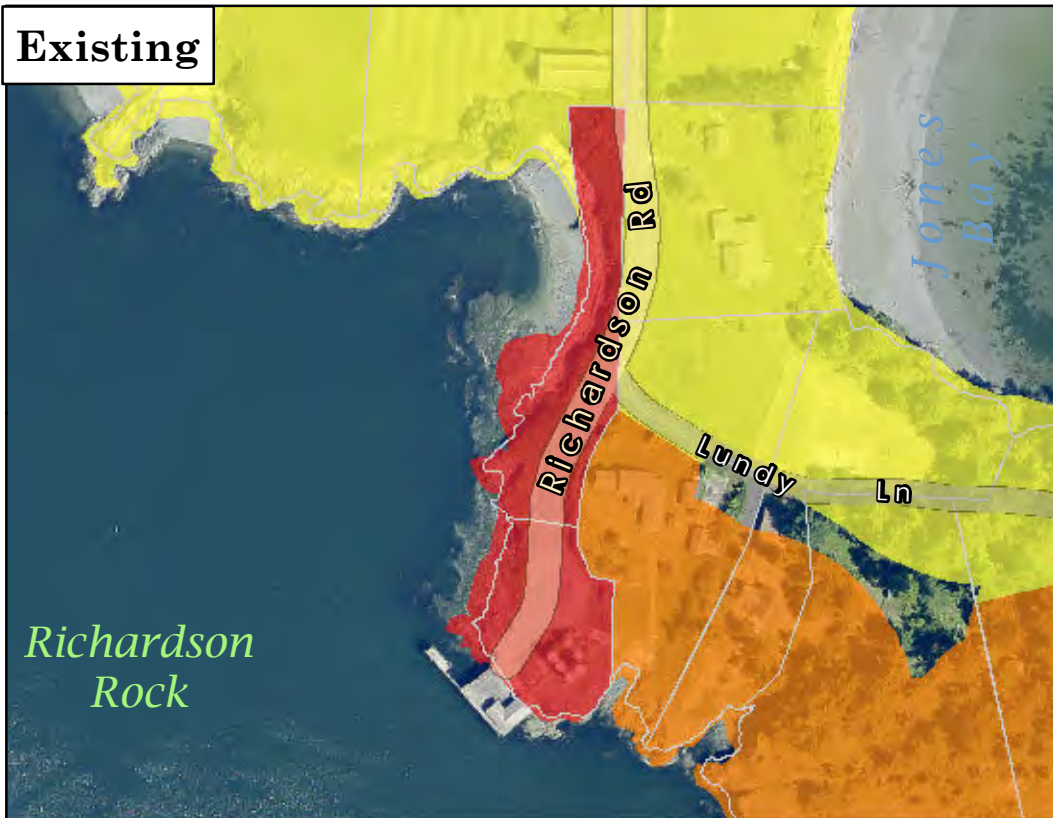 Existing
Jones
Bay
Richardson Rd
Lundy Ln
Richardson
Rock